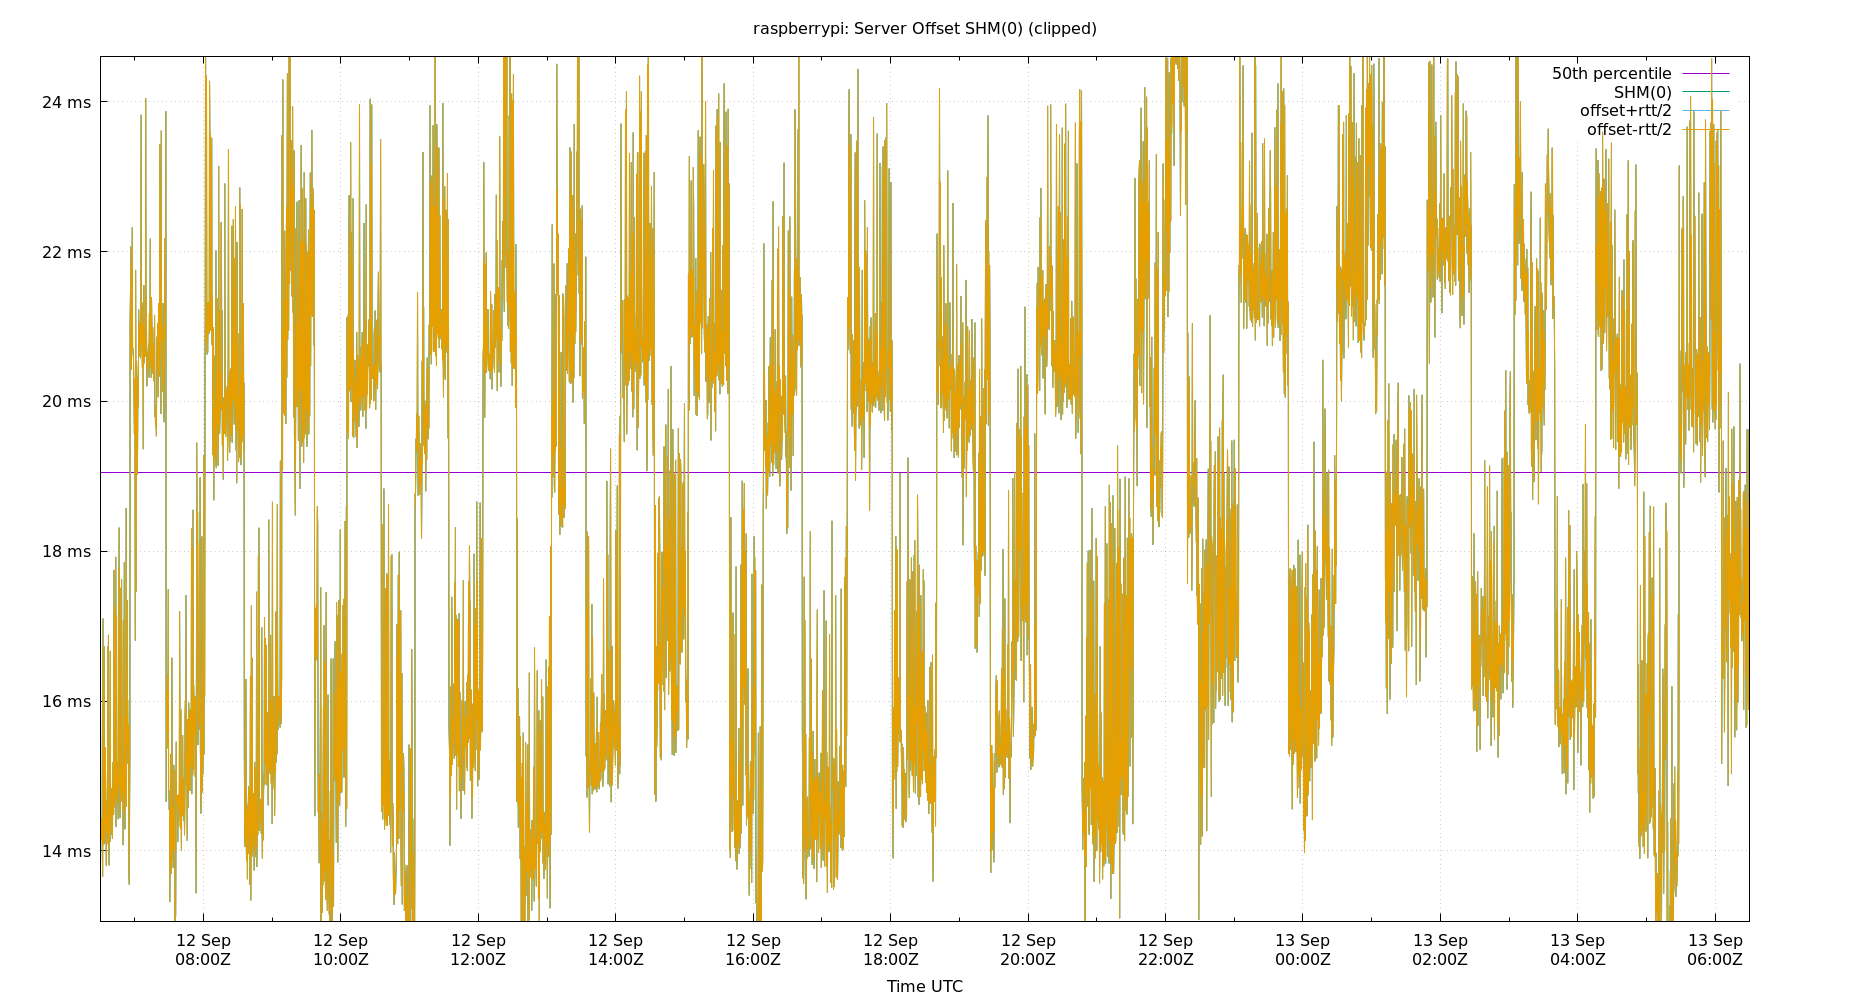 raspberrypi: Server Offset SHM(0) (clipped)
50th percentile
SHM(0)
offset+rtt/2
offset-rtt/2
24 ms
22 ms
20 ms
18 ms
16 ms
14 ms
12 Sep 12 Sep 12 Sep 12 Sep 12 Sep 12 Sep 12 Sep 12 Sep 13 Sep 13 Sep 13 Sep 13 Sep
08:00Z 10:00Z 12:00Z 14:00Z 16:00Z 18:00Z 20:00Z 22:00Z 00:00Z 02:00Z 04:00Z 06:00Z
Time UTC